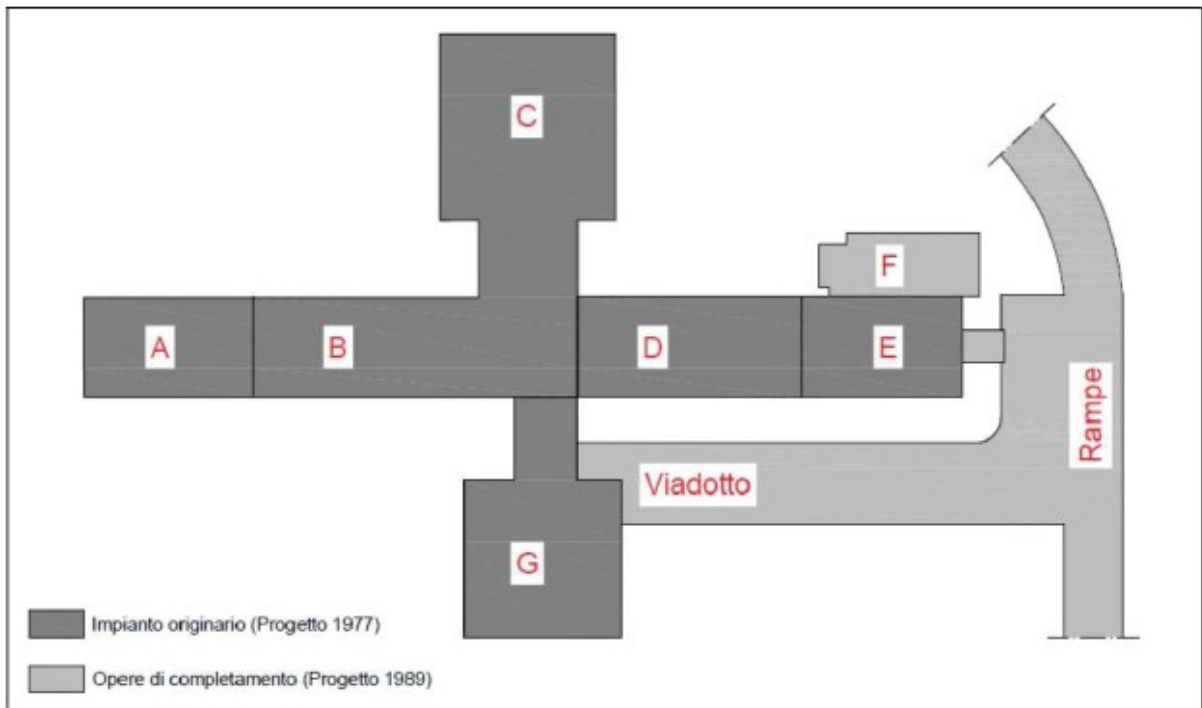 C
F
A
B
D
E
Rampe
Viadotto
G
Impianto originario (Progetto 1977)
Opere di completamento (Progetto 1989)